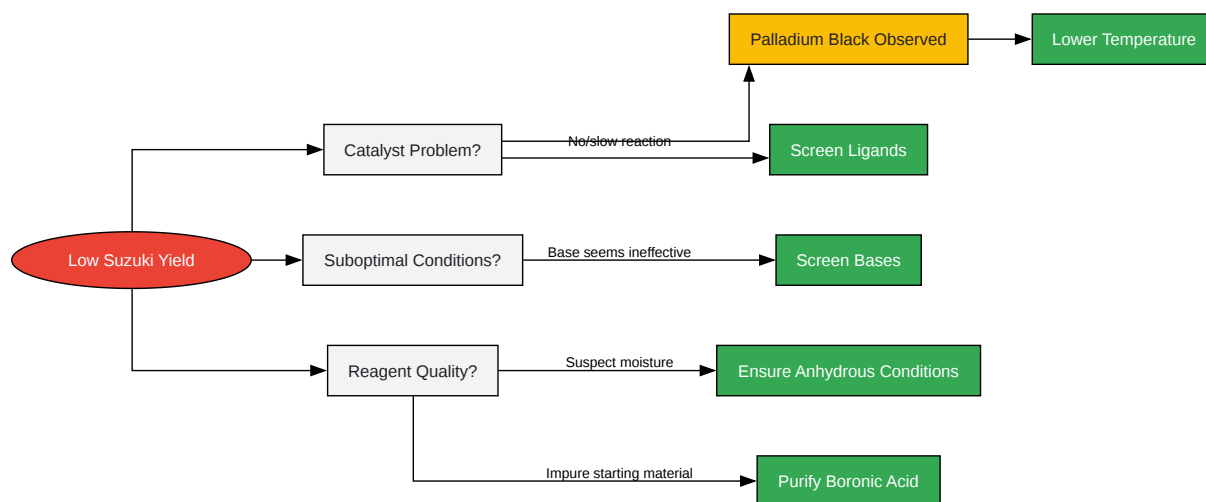 Palladium Black Observed
Lower Temperature
Catalyst Problem?
No/slow reaction
Screen Ligands
Low Suzuki Yield
Suboptimal Conditions?
Base seems ineffective
Screen Bases
Reagent Quality?
Suspect moisture
Ensure Anhydrous Conditions
Impure starting material
Purify Boronic Acid